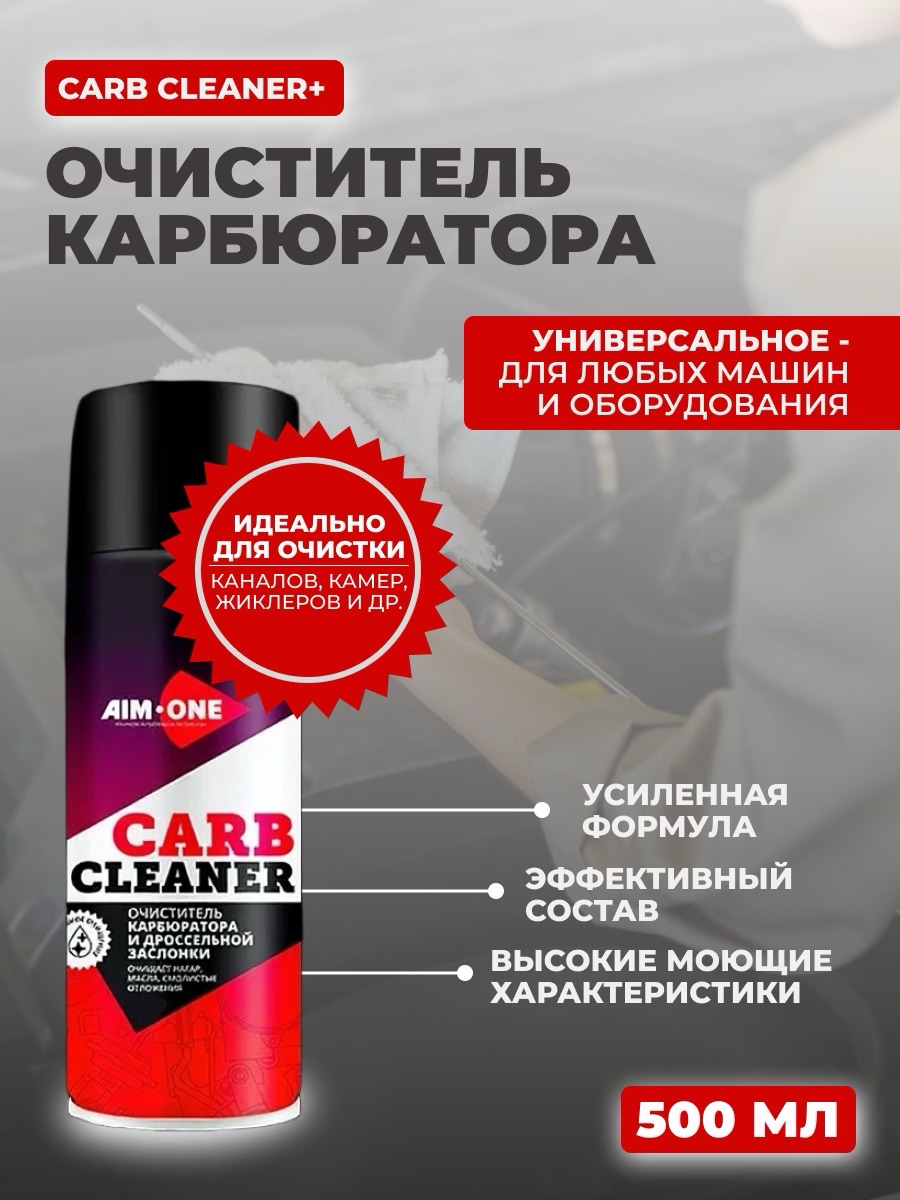 CARB CLEANER+
ОЧИСТИТЕЛЬ
КАРБЮРАТОРА
УНИВЕРСАЛЬНОЕ -
ДЛЯ ЛЮБЫХ МАШИН
И ОБОРУДОВАНИЯ
ИДЕАЛЬНО
ДЛЯ ОЧИСТКИ
КАНАЛОВ, КАМЕР,
ЖИКЛЕРОВ И ДР.
AIM·ONE
CARB
CLEANER
ОЧИСТИТЕЛЬ
КАРБЮРАТОРА
И ДРОССЕЛЬНОЙ
ЗАСЛОНКИ
ОЧИЩАЕТ НАГАР,
МАСЛА, СМОЛИСТЫЕ
ОТЛОЖЕНИЯ
УСИЛЕННАЯ
ФОРМУЛА
ЭФФЕКТИВНЫЙ
СОСТАВ
ВЫСОКИЕ МОЮЩИЕ
ХАРАКТЕРИСТИКИ
500 МЛ